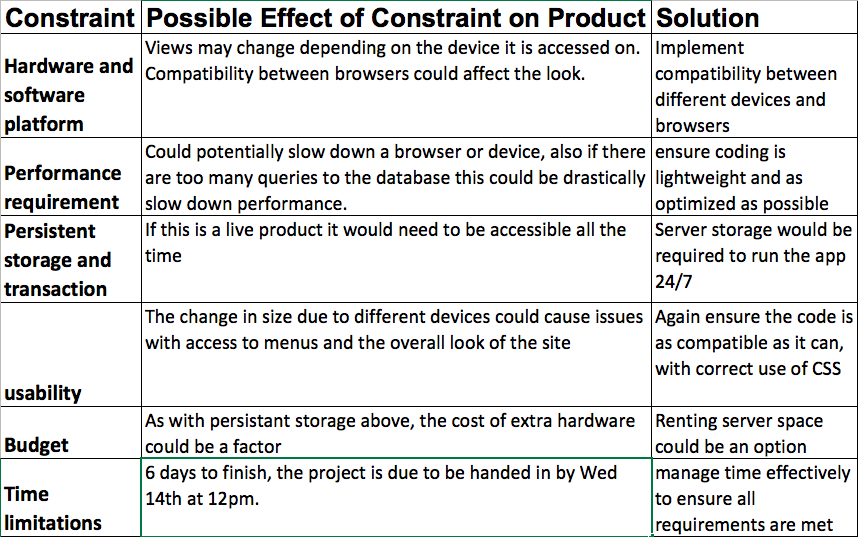 Constraint Possible Effect of Constraint on Product Solution
Hardware and
software
platform
Views may change depending on the device it is accessed on.
Compatibility between browsers could affect the look.
Implement
compatibility between
different devices and
browsers
Performance
requirement
Could potentially slow down a browser or device, also if there
are too many queries to the database this could be drastically
slow down performance.
ensure coding is
lightweight and as
optimized as possible
Persistent
storage and
transaction
If this is a live product it would need to be accessible all the
time
Server storage would be
required to run the app
24/7
usability
The change in size due to different devices could cause issues
with access to menus and the overall look of the site
Again ensure the code is
as compatible as it can,
with correct use of CSS
Budget
As with persistant storage above, the cost of extra hardware
could be a factor
Renting server space
could be an option
Time
limitations
6 days to finish, the project is due to be handed in by Wed
14th at 12pm.
manage time effectively
to ensure all
requirements are met